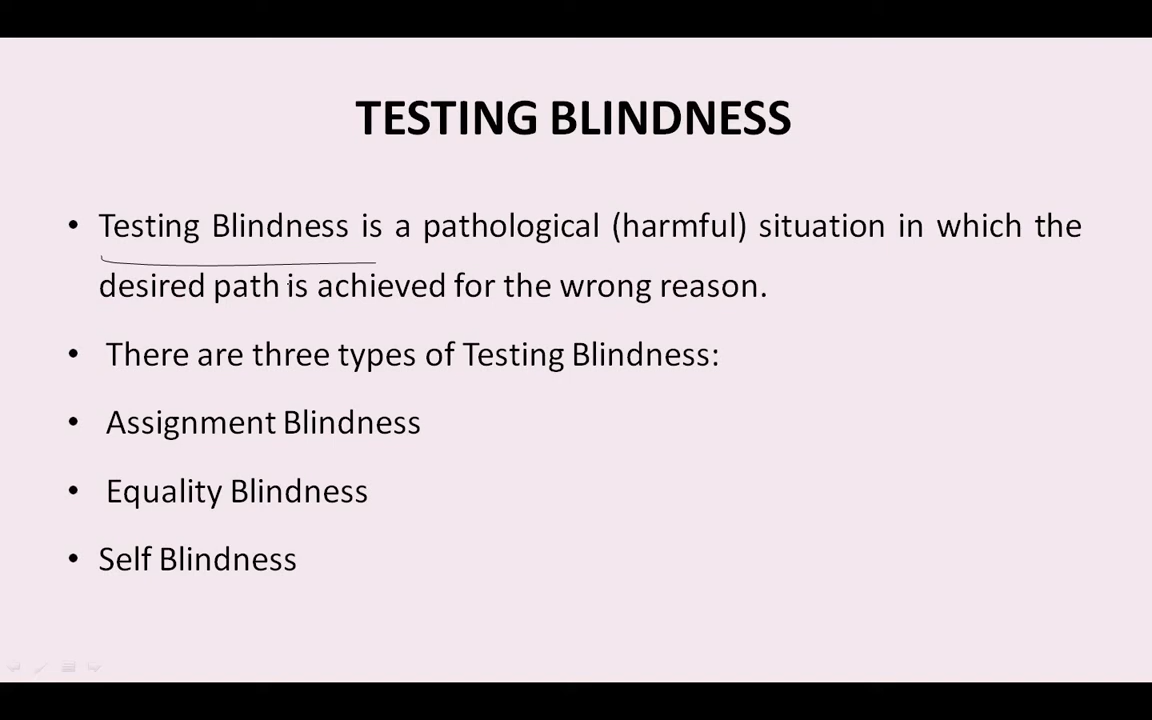 TESTING BLINDNESS
• Testing Blindness is a pathological (harmful) situation in which the
desired path is achieved for the wrong reason.
• There are three types of Testing Blindness:
• Assignment Blindness
• Equality Blindness
• Self Blindness